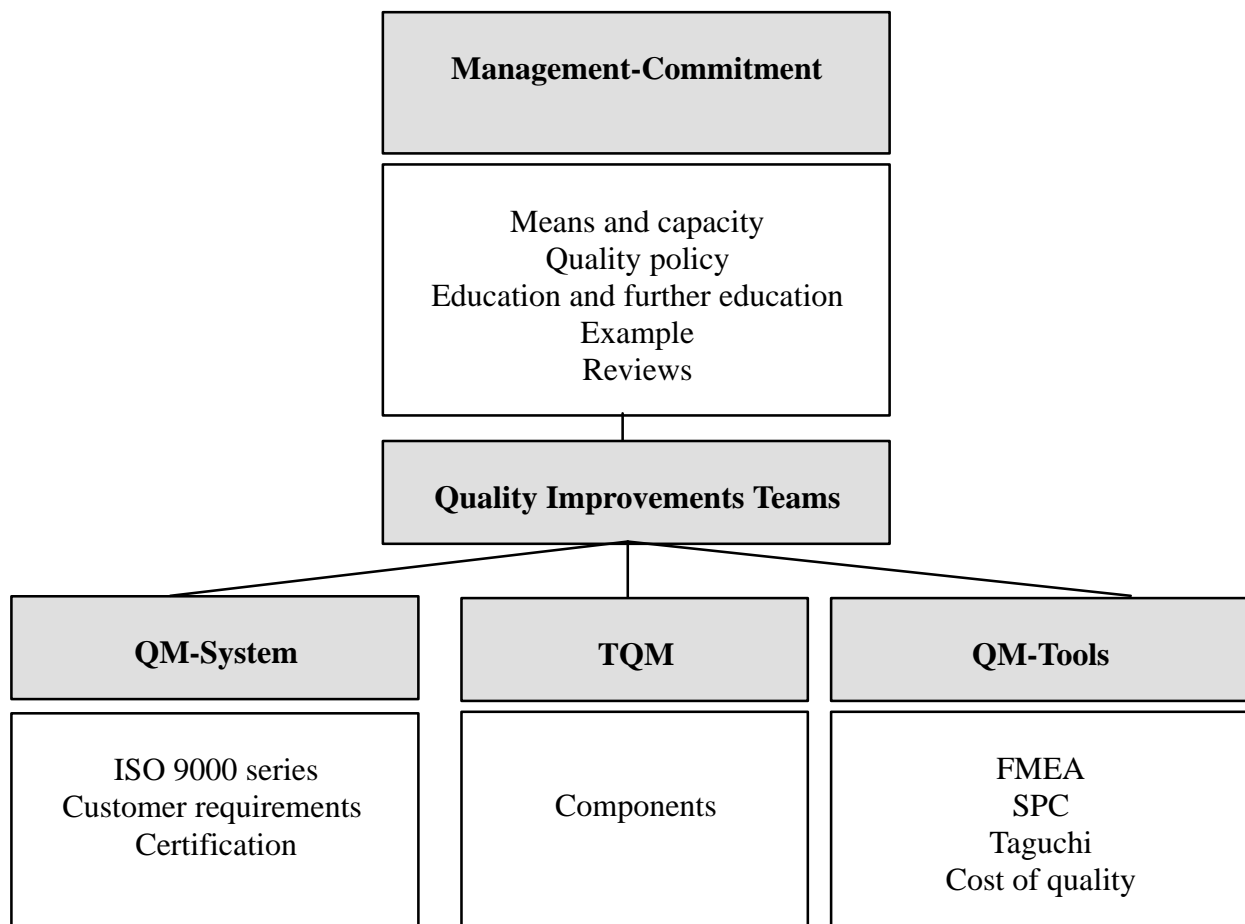 Management-Commitment
Means and capacity
Quality policy
Education and further education
Example
Reviews
Quality Improvements Teams
QM-System
ISO 9000 series
Customer requirements
Certification
TQM
Components
QM-Tools
FMEA
SPC
Taguchi
Cost of quality